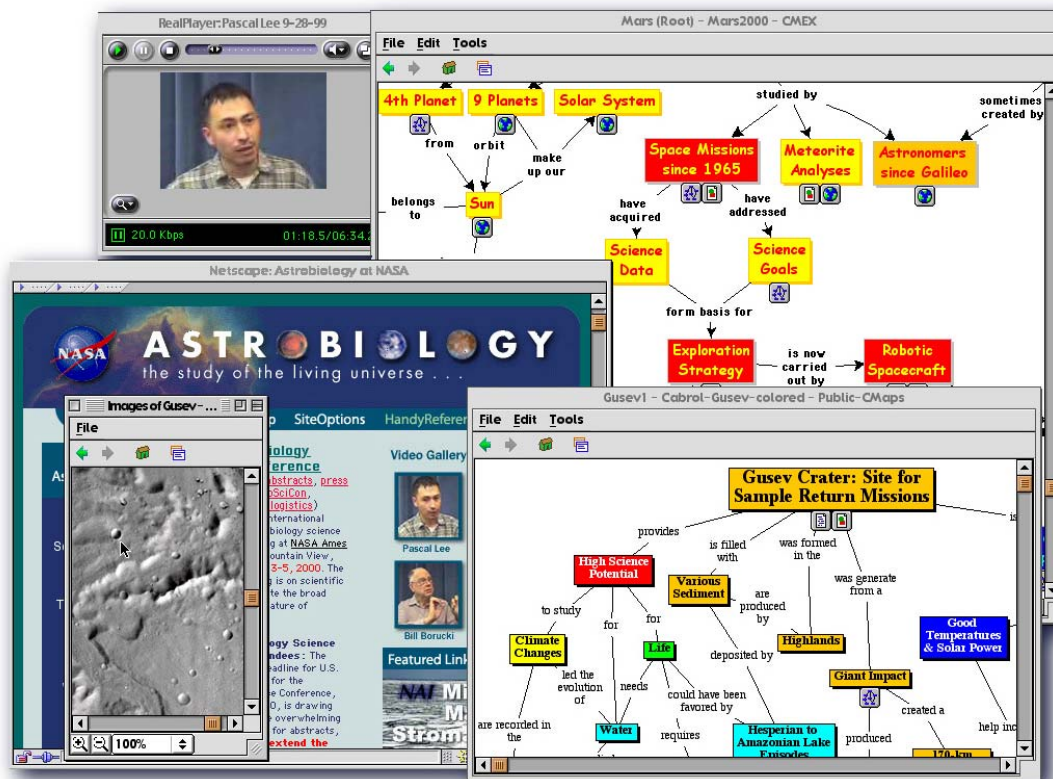 RealPlayer: Pascal Lee 9-28-99
20.0 Kbps
01:18.5/06:34.2
Mars (Root) - Mars2000 - CMEX
File Edit Tools
4th Planet
9 Planets
Solar System
from
orbit
make
up our
belongs
to
Sun
studied by
sometimes
created by
Space Missions
since 1965
Meteorite
Analyses
Astronomers
since Galileo
have
acquired
have
addressed
Science
Data
Science
Goals
form basis for
Exploration
Strategy
is now
carried
out by
Robotic
Spacecraft
Netscape: Astrobiology at NASA
NASA
ASTROBIOLOGY
the study of the living universe . . .
SiteOptions
HandyReferen
iology
erence
abstracts, press
oSciCon,
logistics)
nternational
biology science
g at NASA Ames
ountain View,
3-5, 2000. The
g is on scientific
te the broad
ature of
gy Science
ndees: The
eadline for U.S.
for the
e Conference,
0, is drawing
e overwhelming
for abstracts,
extend the
Video Gallery
Pascal Lee
Bill Borucki
Featured Link
NAI
Images of Gusev-...
File
100%
Gusev1 - Cabrol-Gusev-colored - Public-CMaps
File Edit Tools
Gusev Crater: Site for
Sample Return Missions
provides
is filled
with
was formed
in the
is
was generate
from a
High Science
Potential
Various
Sediment
are
produced
by
Highlands
Good
Temperatures
& Solar Power
to study
for
for
Climate
Changes
Life
deposited by
Giant Impact
led the
evolution
of
needs
could have been
favored by
created a
are recorded in
the
Water
requires
Hesperian to
Amazonian Lake
Episodes
produced
help inc
170-km